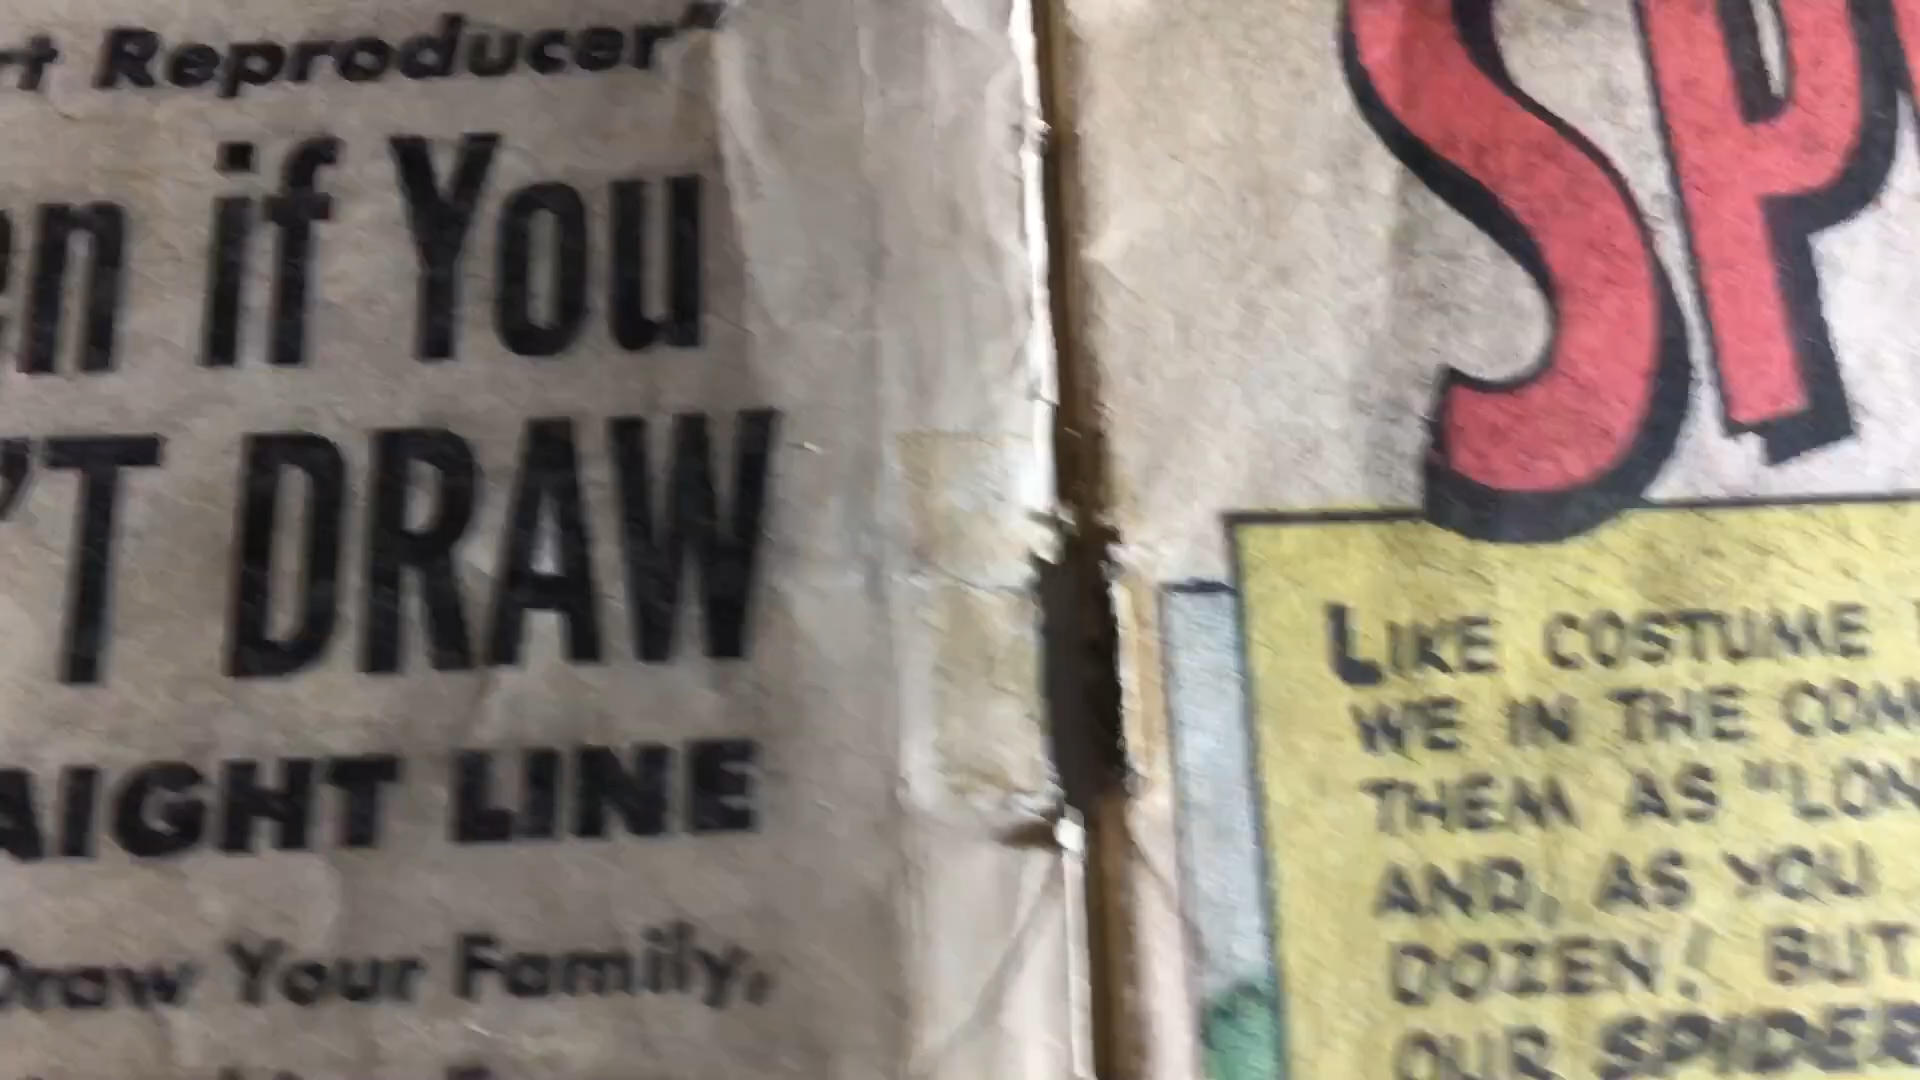 rt Reproducer"
en if You
'T DRAW
AIGHT LINE
Draw Your Family,
SP
LIKE COSTUME
WE IN THE COM
THEM AS "LON
AND, AS YOU
DOZEN! BUT
OUR SPIDER